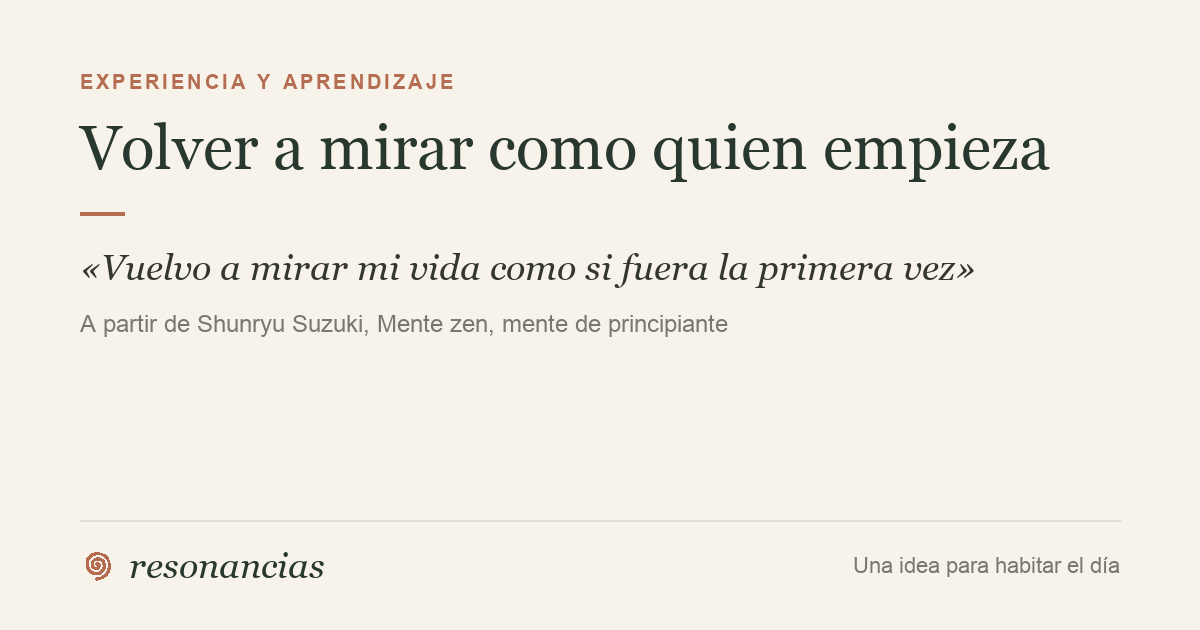 EXPERIENCIA Y APRENDIZAJE
Volver a mirar como quien empieza
«Vuelvo a mirar mi vida como si fuera la primera vez»
A partir de Shunryu Suzuki, Mente zen, mente de principiante
resonancias
Una idea para habitar el día